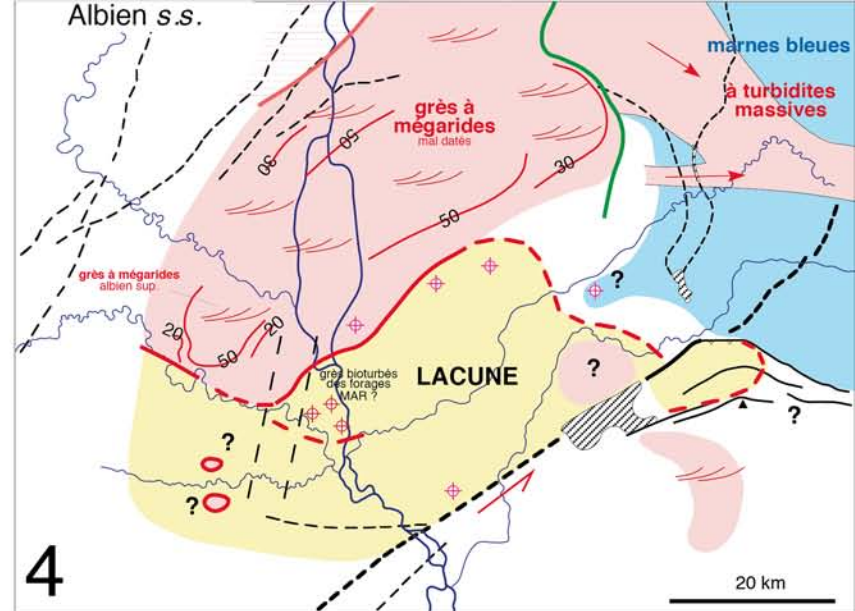 Albien s.s.
marnes bleues
à turbidites
massives
grès à
mégarides
mal datés
30
50
30
50
grès à mégarides
albien sup.
20
50
20
?
grès bioturbés
des forages
MAR ?
LACUNE
?
?
?
?
4
20 km